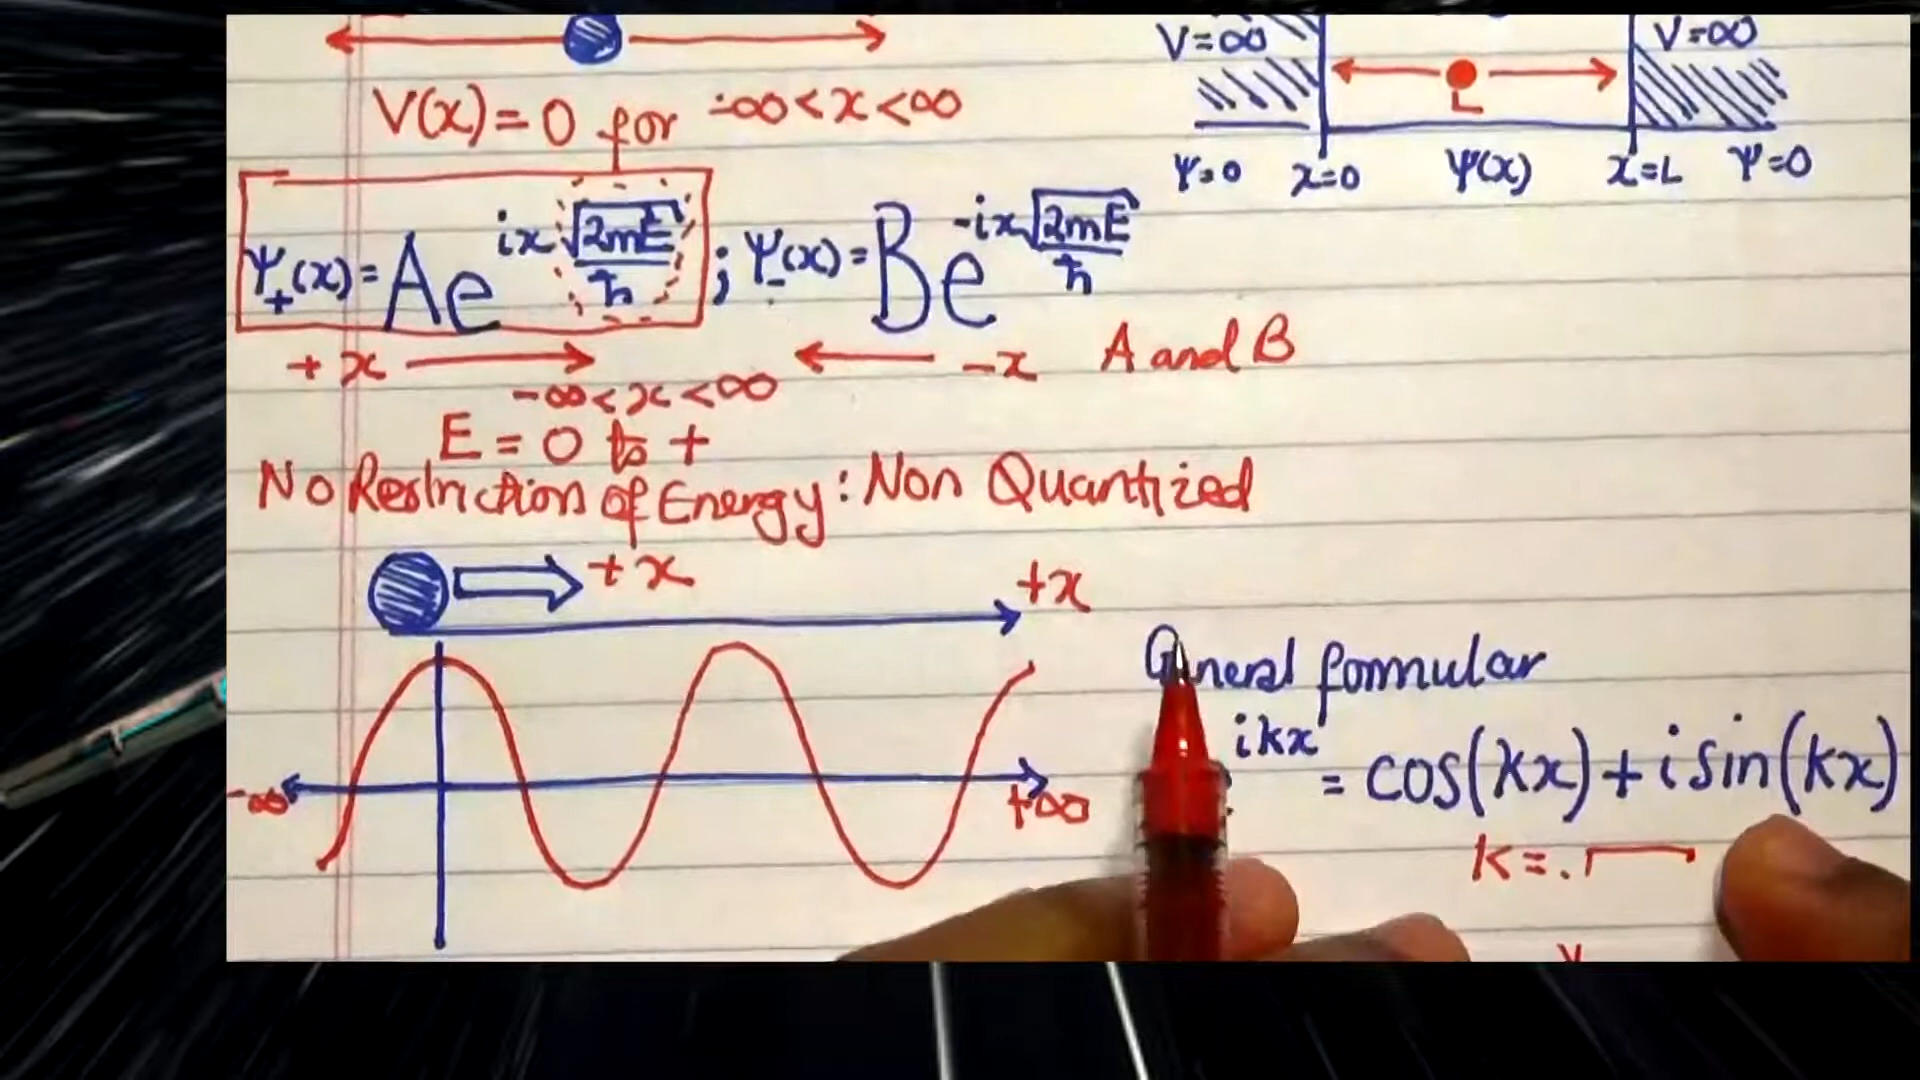 V(x) = 0 for -∞ < x < ∞
V=∞ V=∞
L
Ψ=0 x=0 Ψ(x) x=L Ψ=0
Ψ₊(x) = Ae^{ix√2mE/ħ} ; Ψ₋(x) = Be^{-ix√2mE/ħ}
+x -x A and B
-∞ < x < ∞
E = 0 to +
No Restriction of Energy : Non Quantized
+x
+x
-∞ +∞
General formular
ikx = cos(kx) + i sin(kx)
K =